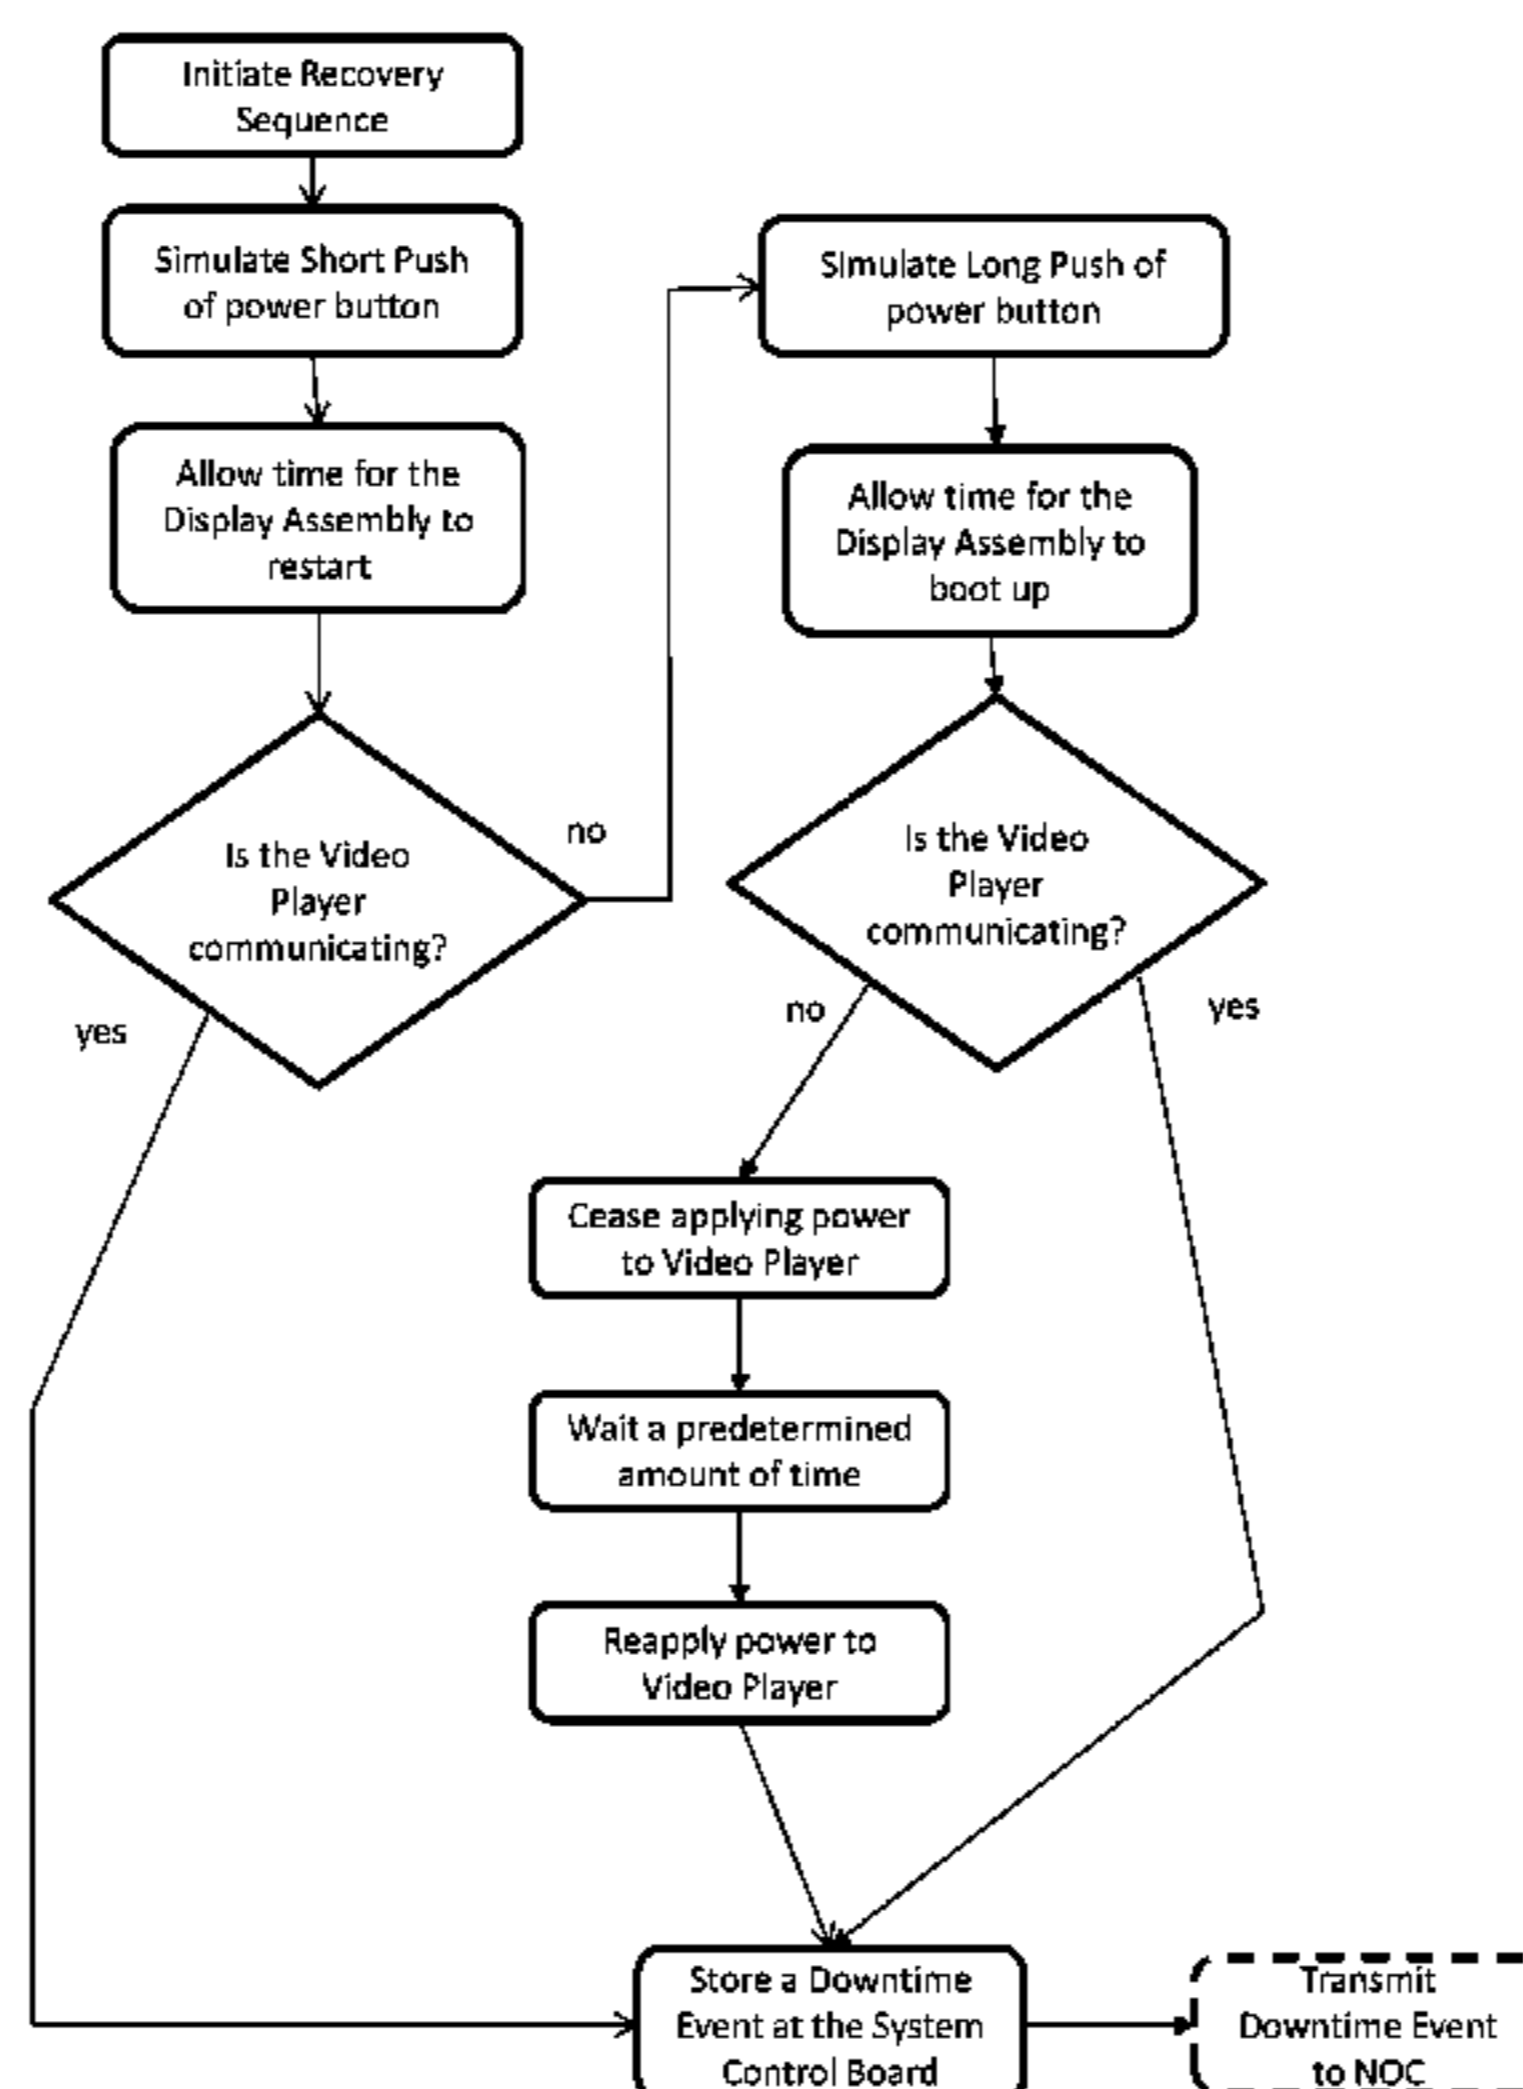 Initiate Recovery
Sequence
Simulate Short Push
of power button
Allow time for the
Display Assembly to
restart
Is the Video
Player
communicating?
no
yes
SImulate Long Push of
power button
Allow time for the
Display Assembly to
boot up
Is the Video
Player
communicating?
no
yes
Cease applying power
to Video Player
Wait a predetermined
amount of time
Reapply power to
Video Player
Store a Downtime
Event at the System
Control Board
Transmit
Downtime Event
to NOC